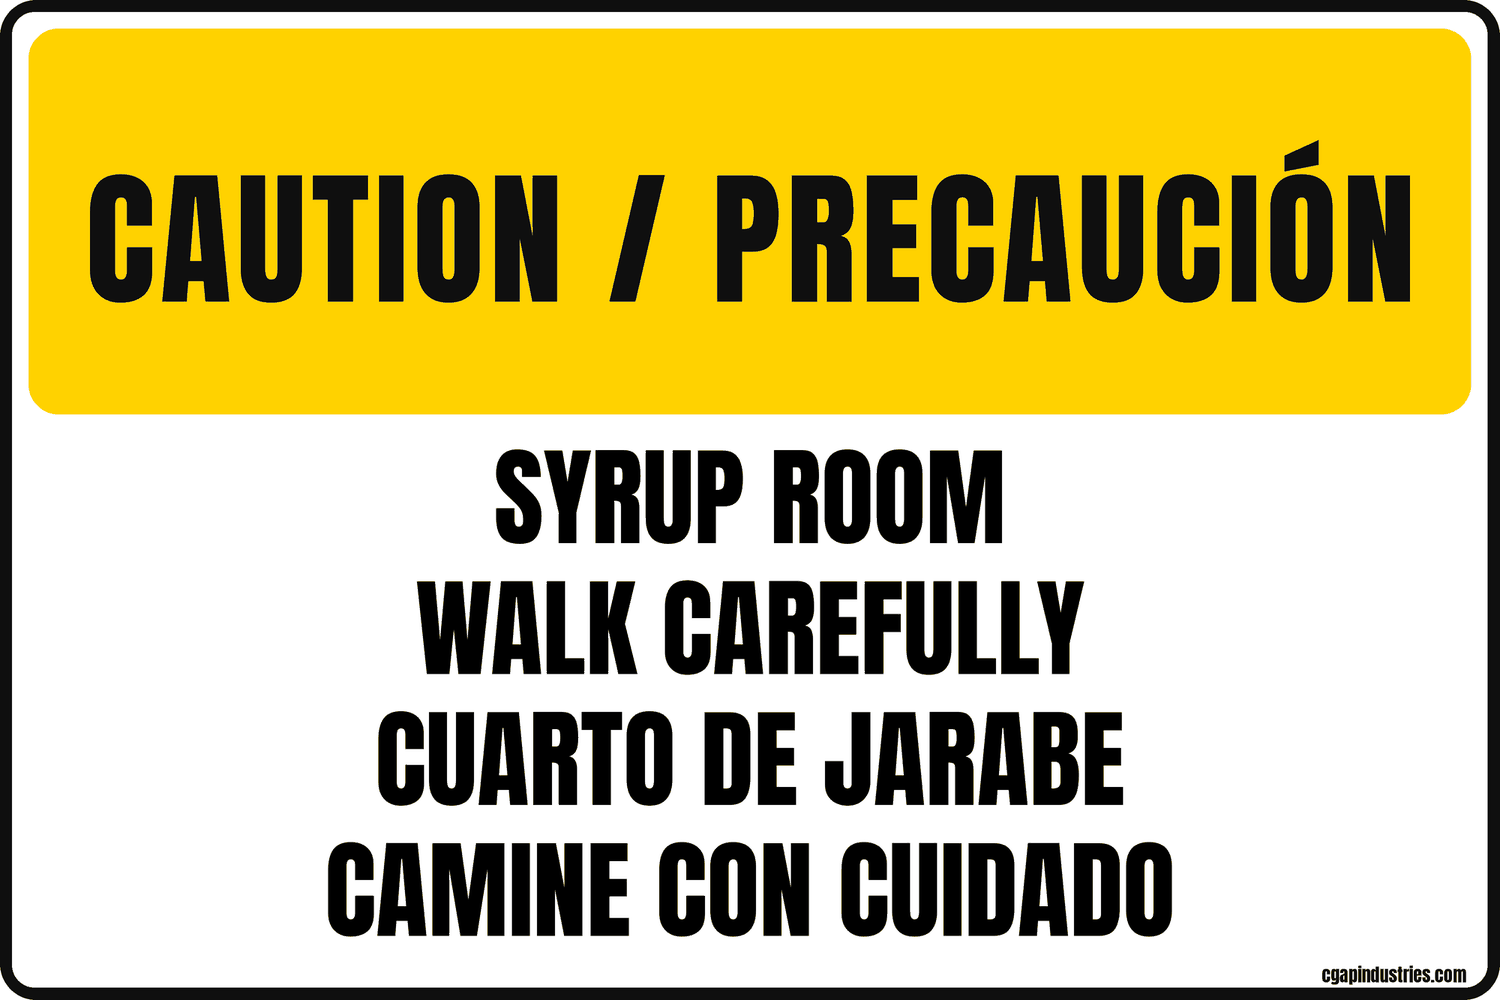 CAUTION / PRECAUCIÓN
SYRUP ROOM
WALK CAREFULLY
CUARTO DE JARABE
CAMINE CON CUIDADO
cgapindustries.com